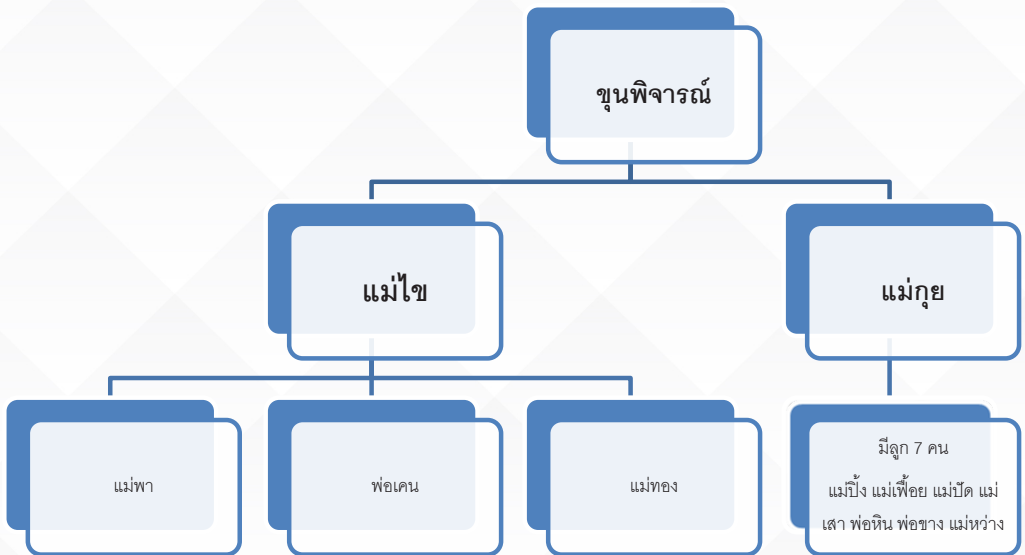 ขุนพิจารณ์
แม่ไข
แม่กุย
แม่พา
พ่อเคน
แม่ทอง
มีลูก 7 คน
แม่ปิ้ง แม่เฟื้อย แม่ปัด แม่
เสา พ่อหิน พ่อขาง แม่หว่าง